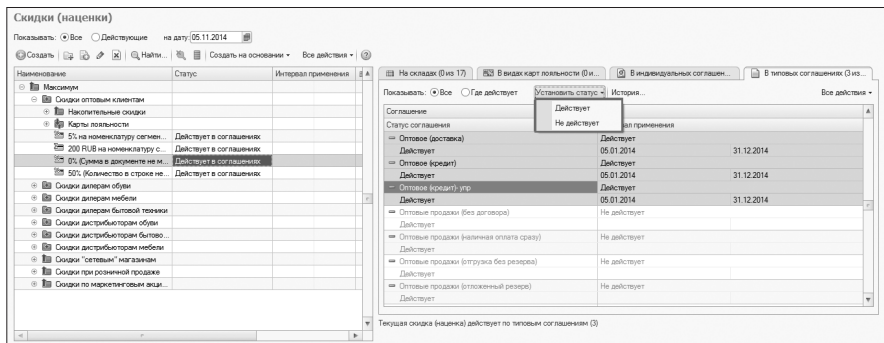 Скидки (наценки)
Показывать: Все Действующие на дату: 05.11.2014
Создать Найти... Создать на основании Все действия
Наименование Статус Интервал применения
Максимум
Скидки оптовым клиентам
Накопительные скидки
Карты лояльности
5% на номенклатуру сегмен... Действует в соглашениях
200 RUB на номенклатуру с... Действует в соглашениях
0% (Сумма в документе не м... Действует в соглашениях
50% (Количество в строке не... Действует в соглашениях
Скидки дилерам обуви
Скидки дилерам мебели
Скидки дилерам бытовой техники
Скидки дистрибьюторам обуви
Скидки дистрибьюторам бытово...
Скидки дистрибьюторам мебели
Скидки "сетевым" магазинам
Скидки при розничной продаже
Скидки по маркетинговым акци...
На складах (0 из 17) В видах карт лояльности (0 и... В индивидуальных соглашен... В типовых соглашениях (3 из...
Показывать: Все Где действует Установить статус История... Все действия
Действует
Не действует
Соглашение
Статус соглашения ал применения
Оптовое (доставка) Действует
Действует 05.01.2014 31.12.2014
Оптовое (кредит) Действует
Действует 05.01.2014 31.12.2014
Оптовое (кредит)- упр Действует
Действует 05.01.2014 31.12.2014
Оптовые продажи (без договора) Не действует
Действует
Оптовые продажи (наличная оплата сразу) Не действует
Действует
Оптовые продажи (отгрузка без резерва) Не действует
Действует
Оптовые продажи (отложенный резерв) Не действует
Действует
Текущая скидка (наценка) действует по типовым соглашениям (3)